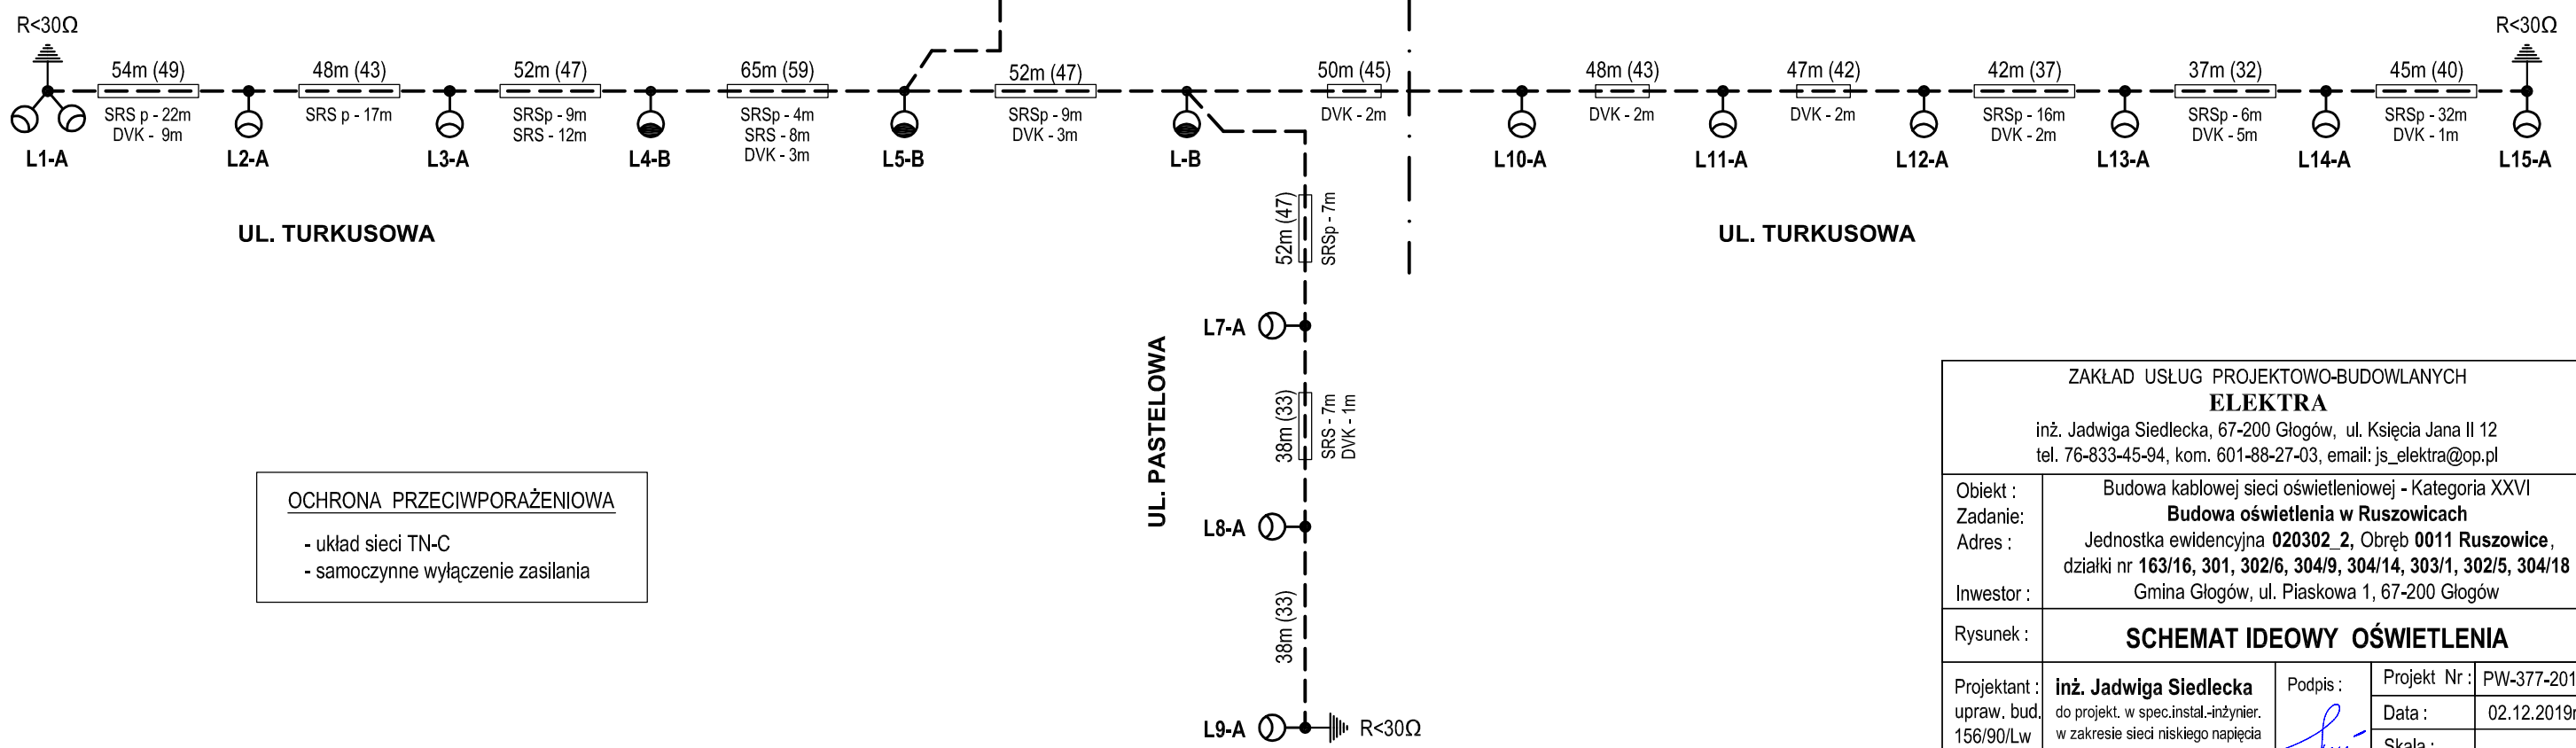 R<30Ω
R<30Ω
54m (49)
48m (43)
52m (47)
65m (59)
52m (47)
50m (45)
48m (43)
47m (42)
42m (37)
37m (32)
45m (40)
SRS p - 22m
DVK - 9m
SRS p - 17m
SRSp - 9m
SRS - 12m
SRSp - 4m
SRS - 8m
DVK - 3m
SRSp - 9m
DVK - 3m
DVK - 2m
DVK - 2m
DVK - 2m
SRSp - 16m
DVK - 2m
SRSp - 6m
DVK - 5m
SRSp - 32m
DVK - 1m
L1-A
L2-A
L3-A
L4-B
L5-B
L-B
L10-A
L11-A
L12-A
L13-A
L14-A
L15-A
UL. TURKUSOWA
UL. TURKUSOWA
52m (47)
SRSp - 7m
L7-A
UL. PASTELOWA
38m (33)
SRS - 7m
DVK - 1m
L8-A
38m (33)
L9-A
R<30Ω
OCHRONA PRZECIWPORAŻENIOWA
- układ sieci TN-C
- samoczynne wyłączenie zasilania
ZAKŁAD USŁUG PROJEKTOWO-BUDOWLANYCH
ELEKTRA
inż. Jadwiga Siedlecka, 67-200 Głogów, ul. Księcia Jana II 12
tel. 76-833-45-94, kom. 601-88-27-03, email: js_elektra@op.pl
Obiekt : Budowa kablowej sieci oświetleniowej - Kategoria XXVI
Zadanie: Budowa oświetlenia w Ruszowicach
Adres : Jednostka ewidencyjna 020302_2, Obręb 0011 Ruszowice,
działki nr 163/16, 301, 302/6, 304/9, 304/14, 303/1, 302/5, 304/18
Inwestor : Gmina Głogów, ul. Piaskowa 1, 67-200 Głogów
Rysunek : SCHEMAT IDEOWY OŚWIETLENIA
Projektant : inż. Jadwiga Siedlecka
upraw. bud. do projekt. w spec.instal.-inżynier.
156/90/Lw w zakresie sieci niskiego napięcia
Podpis :
Projekt Nr : PW-377-201
Data : 02.12.2019r
Skala :